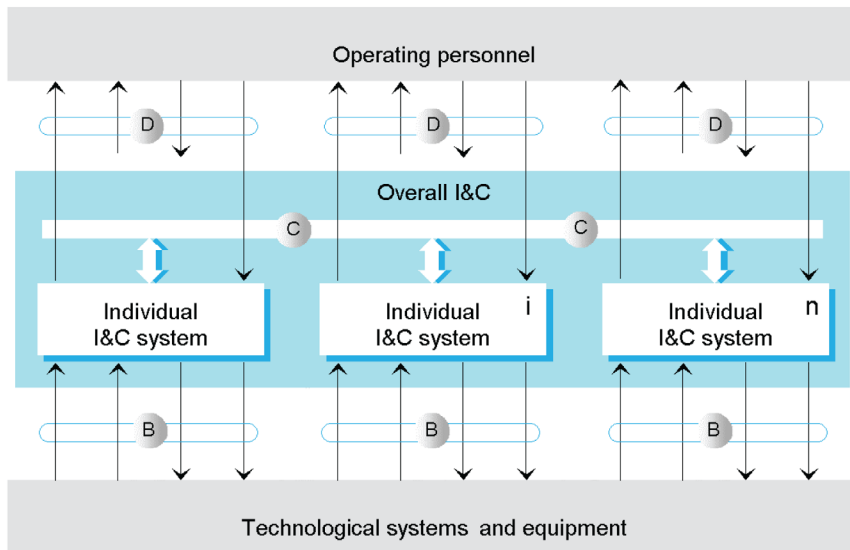 Operating personnel
D
D
D
Overall I&C
C
C
Individual
I&C system
Individual
I&C system
i
Individual
I&C system
n
B
B
B
Technological systems and equipment